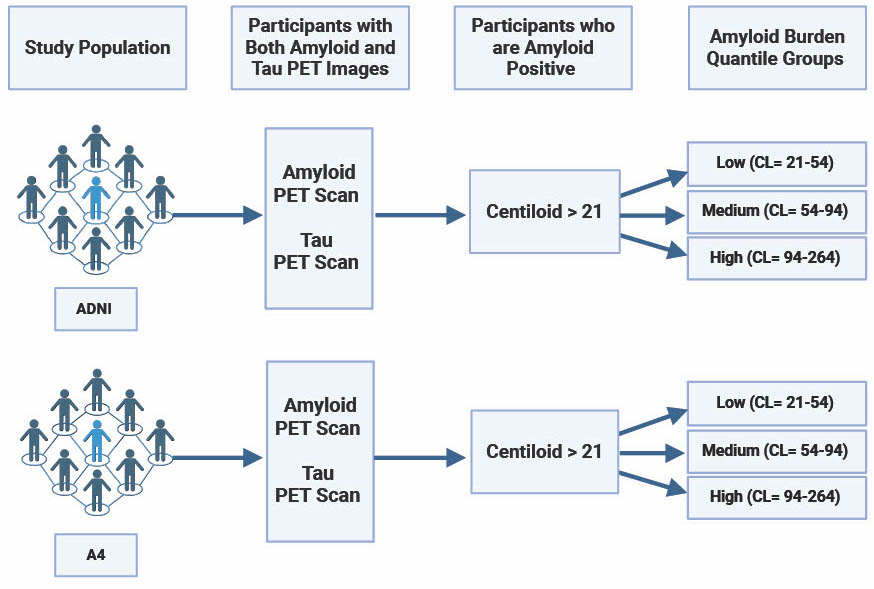 Study Population
Participants with
Both Amyloid and
Tau PET Images
Participants who
are Amyloid
Positive
Amyloid Burden
Quantile Groups
Amyloid
PET Scan
Tau
PET Scan
Centiloid > 21
Low (CL= 21-54)
Medium (CL= 54-94)
High (CL= 94-264)
ADNI
Amyloid
PET Scan
Tau
PET Scan
Centiloid > 21
Low (CL= 21-54)
Medium (CL= 54-94)
High (CL= 94-264)
A4